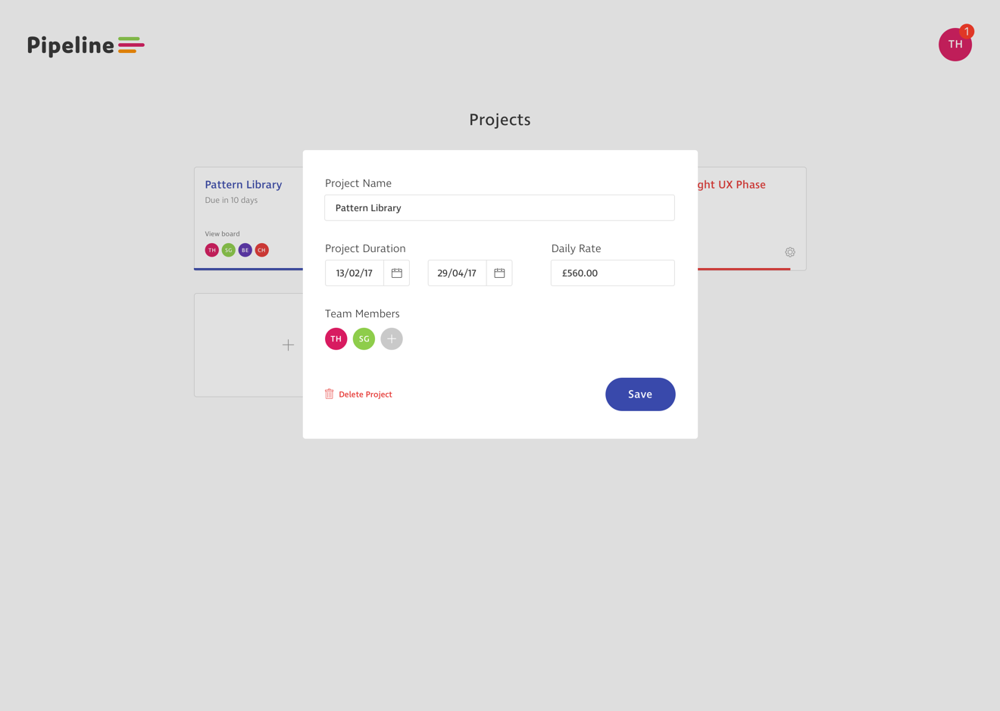 Pipeline
1
TH
Projects
Pattern Library
Due in 10 days
View board
TH SG BE CH
ght UX Phase
Project Name
Pattern Library
Project Duration
Daily Rate
13/02/17
29/04/17
£560.00
Team Members
TH SG
Delete Project
Save